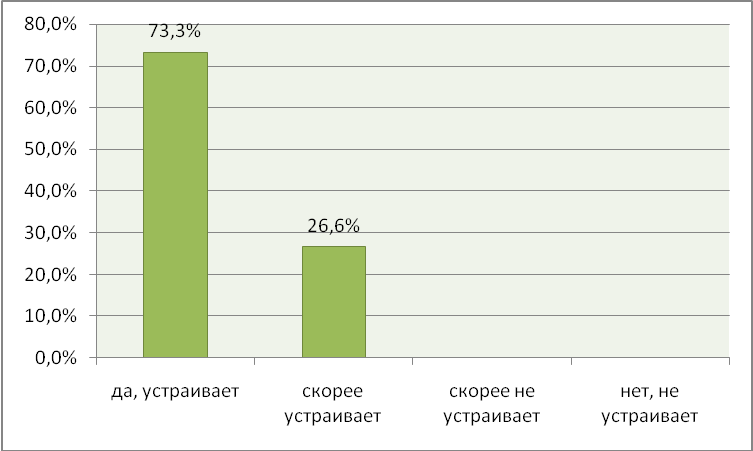 80,0%
73,3%
70,0%
60,0%
50,0%
40,0%
30,0%
26,6%
20,0%
10,0%
0,0%
да, устраивает
скорее
устраивает
скорее не
устраивает
нет, не
устраивает